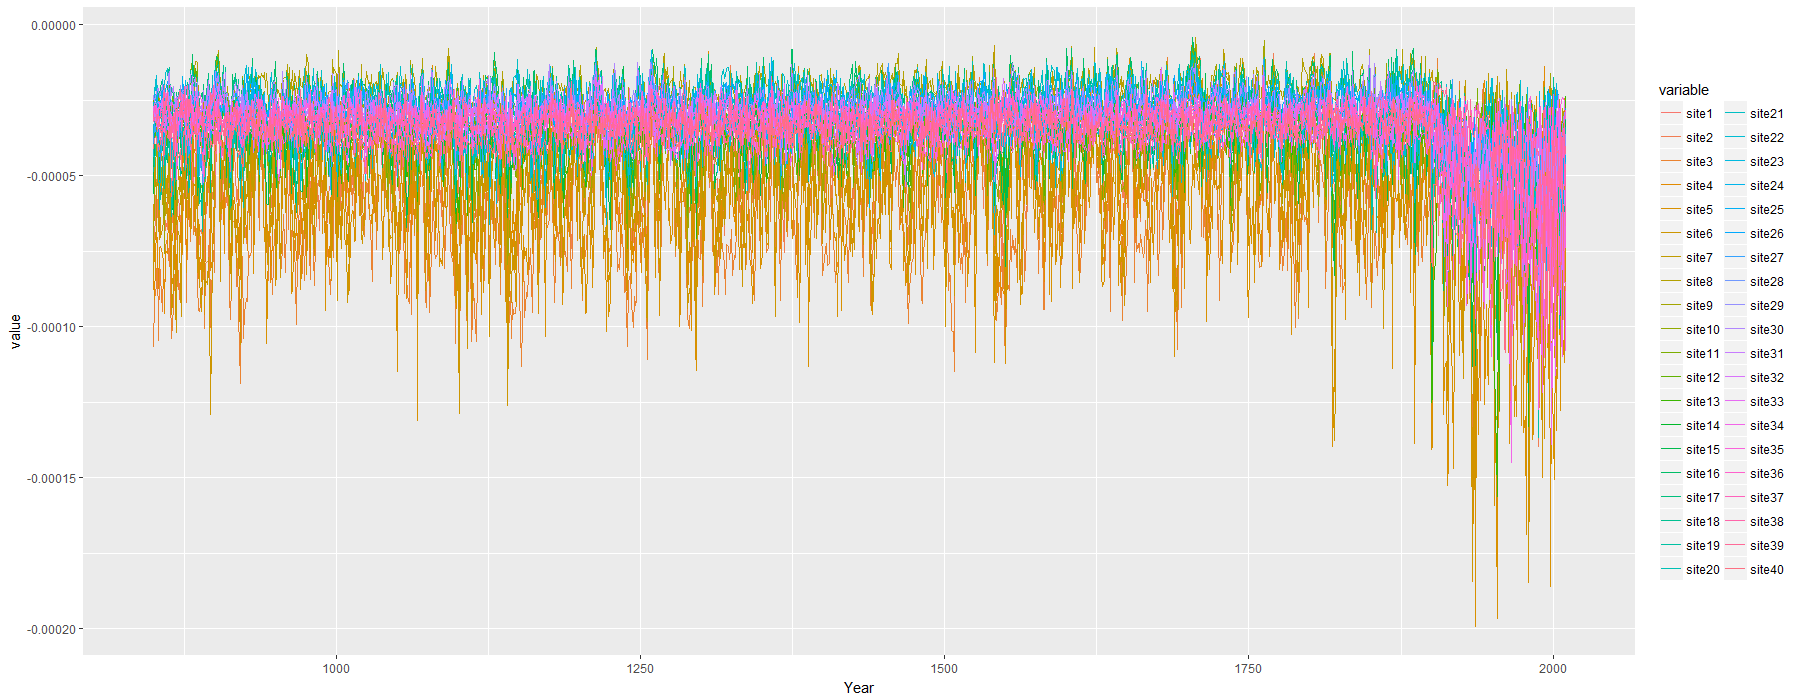 0.00000
-0.00005
-0.00010
-0.00015
-0.00020
value
1000 1250 1500 1750 2000
Year
variable
site1 site21
site2 site22
site3 site23
site4 site24
site5 site25
site6 site26
site7 site27
site8 site28
site9 site29
site10 site30
site11 site31
site12 site32
site13 site33
site14 site34
site15 site35
site16 site36
site17 site37
site18 site38
site19 site39
site20 site40